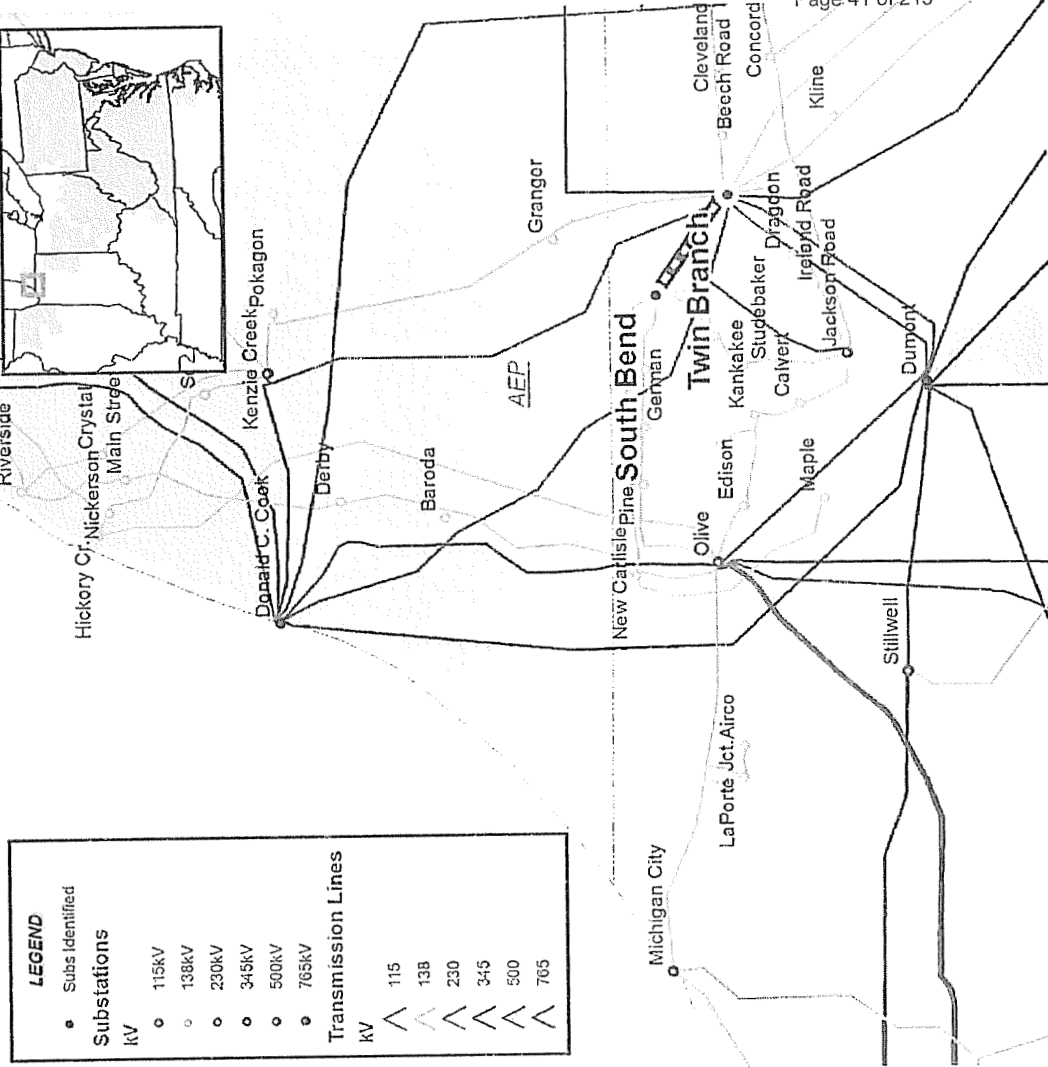 Page 41 of 215
LEGEND
Subs Identified
Substations
kV
115kV
138kV
230kV
345kV
500kV
765kV
Transmission Lines
kV
115
138
230
345
500
765
Riverside
Hickory Cr.
Nickerson
Crystal
Main Stree
S
Kenzie Creek
Pokagon
Donald C. Cook
Derby
Baroda
AEP
Granger
Cleveland
Beech Road
Concord
Kline
New Carlisle
Pine
South Bend
German
Twin Branch
Dragoon
Ireland Road
Jackson Road
Studebaker
Kankakee
Calvert
Edison
Maple
Olive
Dumont
Stillwell
LaPorte Jct.
Airco
Michigan City